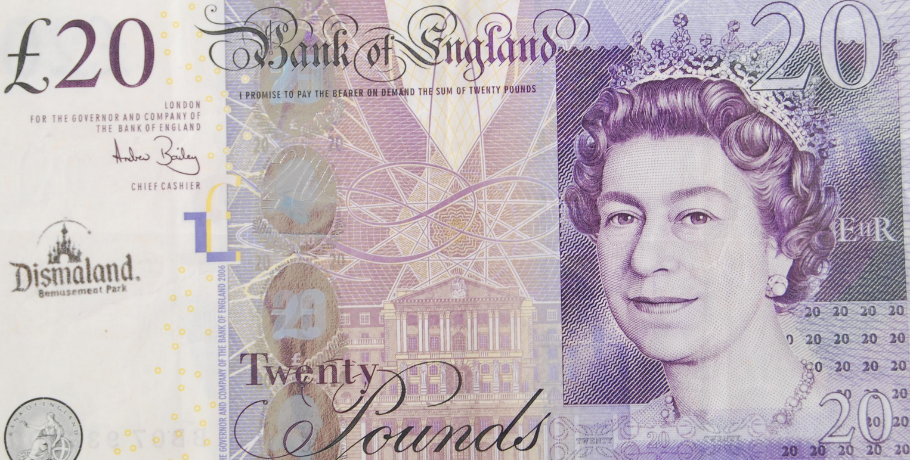 £20
Bank of England
20
I PROMISE TO PAY THE BEARER ON DEMAND THE SUM OF TWENTY POUNDS
LONDON
FOR THE GOVERNOR AND COMPANY OF
THE BANK OF ENGLAND
Andrew Bailey
CHIEF CASHIER
EIIR
Dismaland.
Bemusement Park
£
20 20
20 20
£
THE GOVERNOR AND COMPANY OF THE BANK OF ENGLAND 2006
Twenty
Pounds
20 20 20 20
20 20 20
20 20 20
20
20 20
20 20 20 20
TWENTY